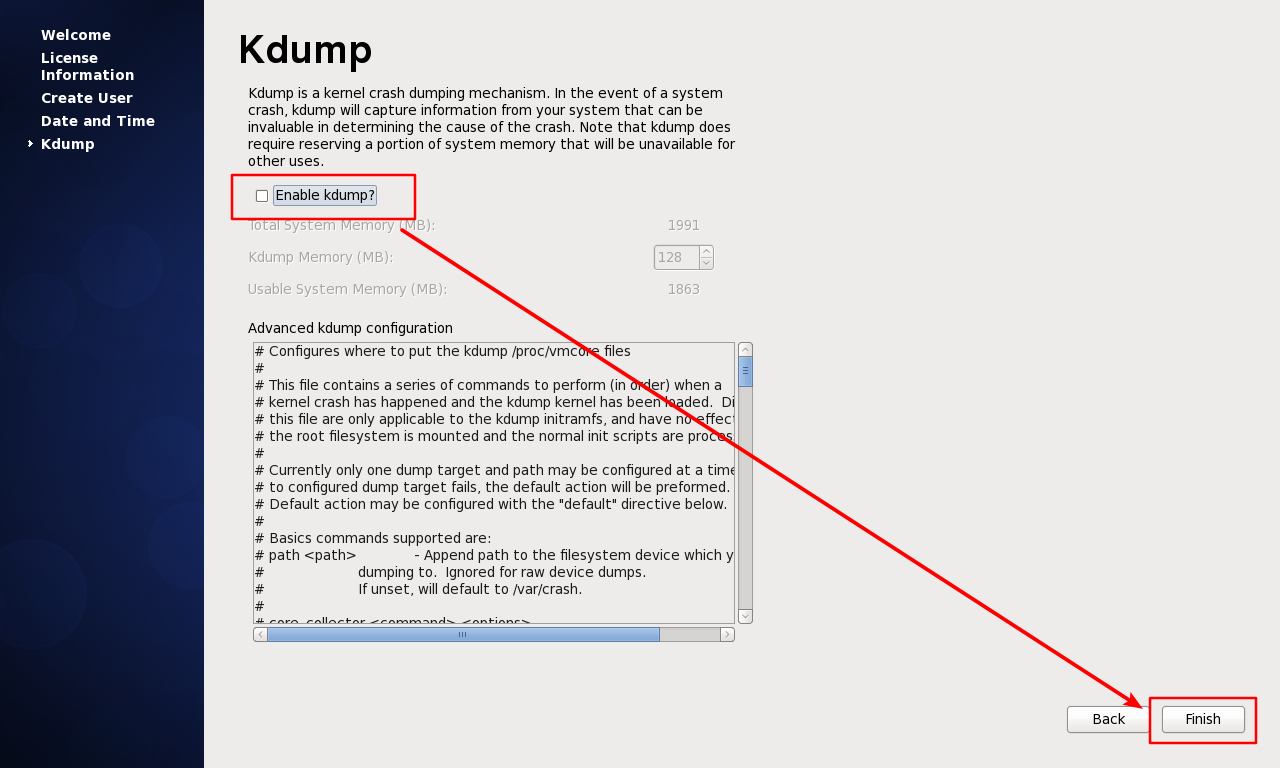 Welcome
License
Information
Create User
Date and Time
Kdump
Kdump
Kdump is a kernel crash dumping mechanism. In the event of a system
crash, kdump will capture information from your system that can be
invaluable in determining the cause of the crash. Note that kdump does
require reserving a portion of system memory that will be unavailable for
other uses.
Enable kdump?
Total System Memory (MB): 1991
Kdump Memory (MB): 128
Usable System Memory (MB): 1863
Advanced kdump configuration
# Configures where to put the kdump /proc/vmcore files
#
# This file contains a series of commands to perform (in order) when a
# kernel crash has happened and the kdump kernel has been loaded. Di
# this file are only applicable to the kdump initramfs, and have no effect
# the root filesystem is mounted and the normal init scripts are proces
#
# Currently only one dump target and path may be configured at a time
# to configured dump target fails, the default action will be preformed.
# Default action may be configured with the "default" directive below.
#
# Basics commands supported are:
# path <path> - Append path to the filesystem device which y
# dumping to. Ignored for raw device dumps.
# If unset, will default to /var/crash.
#
# core_collector <command> <options>
Back
Finish